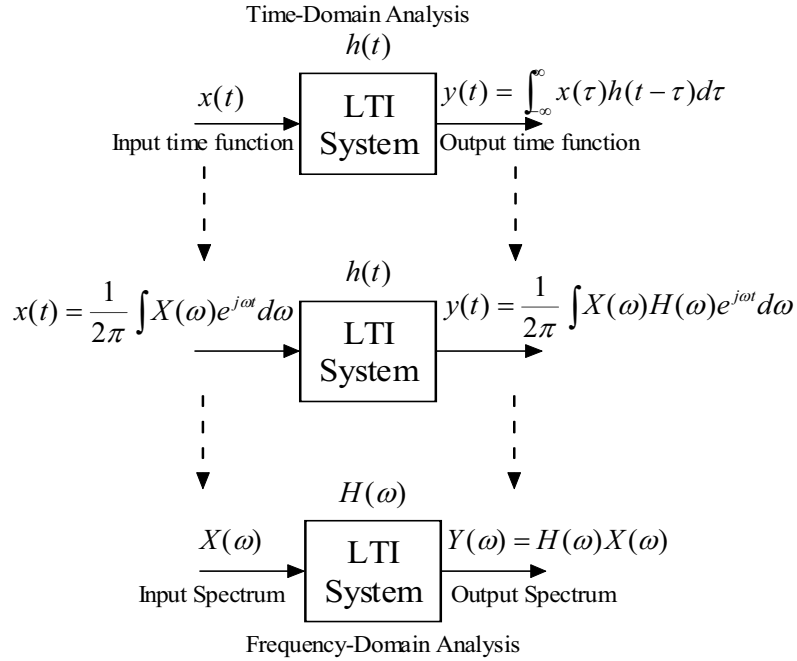 Time-Domain Analysis
h(t)
x(t)
LTI
System
y(t) = ∫_{-∞}^{∞} x(τ)h(t − τ)dτ
Input time function
Output time function
h(t)
x(t) = 1/2π ∫ X(ω)e^{jωt}dω
LTI
System
y(t) = 1/2π ∫ X(ω)H(ω)e^{jωt}dω
H(ω)
X(ω)
LTI
System
Y(ω) = H(ω)X(ω)
Input Spectrum
Output Spectrum
Frequency-Domain Analysis